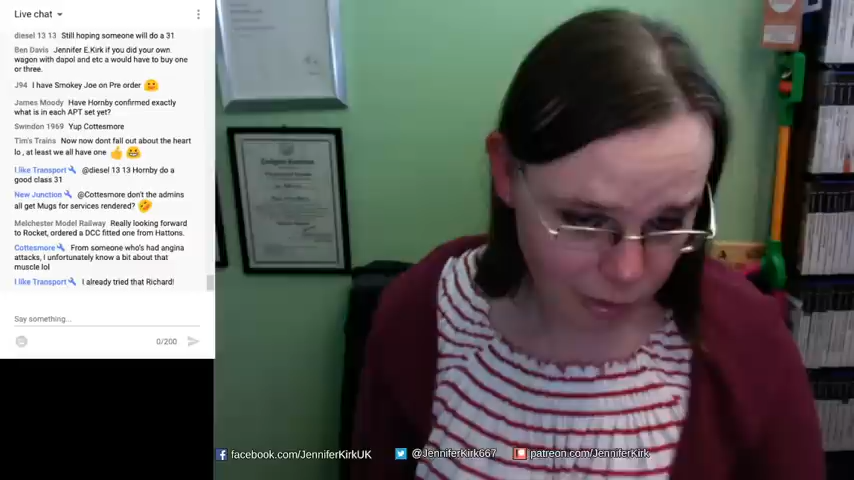 Live chat
diesel 13 13 Still hoping someone will do a 31
Ben Davis Jennifer E.Kirk if you did your own
wagon with dapol and etc a would have to buy one
or three.
J94 I have Smokey Joe on Pre order
James Moody Have Hornby confirmed exactly
what is in each APT set yet?
Swindon 1969 Yup Cottesmore
Tim's Trains Now now dont fall out about the heart
lo , at least we all have one
I like Transport @diesel 13 13 Hornby do a
good class 31
New Junction @Cottesmore don't the admins
all get Mugs for services rendered?
Melchester Model Railway Really looking forward
to Rocket, ordered a DCC fitted one from Hattons.
Cottesmore From someone who's had angina
attacks, I unfortunately know a bit about that
muscle lol
I like Transport I already tried that Richard!
Say something...
0/200
facebook.com/JenniferKirkUK
@JenniferKirk667
patreon.com/JenniferKirk